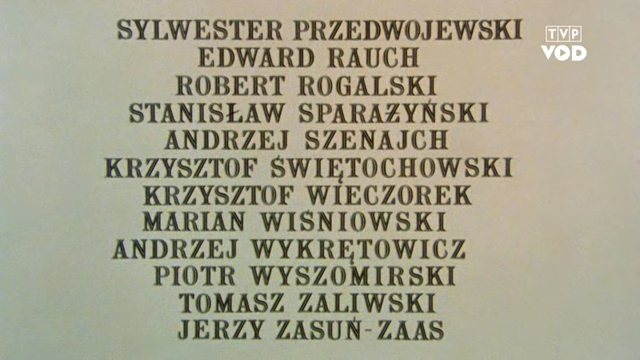 SYLWESTER PRZEDWOJEWSKI
EDWARD RAUCH
ROBERT ROGALSKI
STANISŁAW SPARAŻYŃSKI
ANDRZEJ SZENAJCH
KRZYSZTOF ŚWIĘTOCHOWSKI
KRZYSZTOF WIECZOREK
MARIAN WIŚNIOWSKI
ANDRZEJ WYKRĘTOWICZ
PIOTR WYSZOMIRSKI
TOMASZ ZALIWSKI
JERZY ZASUŃ-ZAAS
TVP
VOD